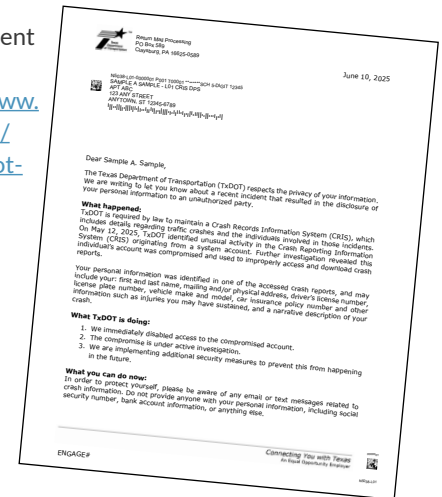 ent
ww.
/
ot-
Texas
Department
of Transportation
Return Mail Processing
PO Box 589
Claysburg, PA 16625-0589
June 10, 2025
SAMPLE A SAMPLE - L01 CRIS DPS
APT ABC
123 ANY STREET
ANYTOWN, ST 12345-6789
Dear Sample A. Sample,
The Texas Department of Transportation (TxDOT) respects the privacy of your information.
We are writing to let you know about a recent incident that resulted in the disclosure of
your personal information to an unauthorized party.
What happened:
TxDOT is required by law to maintain a Crash Records Information System (CRIS), which
includes details regarding traffic crashes and the individuals involved in those incidents.
On May 12, 2025, TxDOT identified unusual activity in the Crash Reporting Information
System (CRIS) originating from a system account. Further investigation revealed this
individual's account was compromised and used to improperly access and download crash
reports.
Your personal information was identified in one of the accessed crash reports, and may
include your: first and last name, mailing and/or physical address, driver's license number,
license plate number, vehicle make and model, car insurance policy number and other
information such as injuries you may have sustained, and a narrative description of your
crash.
What TxDOT is doing:
1. We immediately disabled access to the compromised account.
2. The compromise is under active investigation.
3. We are implementing additional security measures to prevent this from happening
in the future.
What you can do now:
In order to protect yourself, please be aware of any email or text messages related to
crash information. Do not provide anyone with your personal information, including social
security number, bank account information, or anything else.
ENGAGE#
Connecting You with Texas
An Equal Opportunity Employer